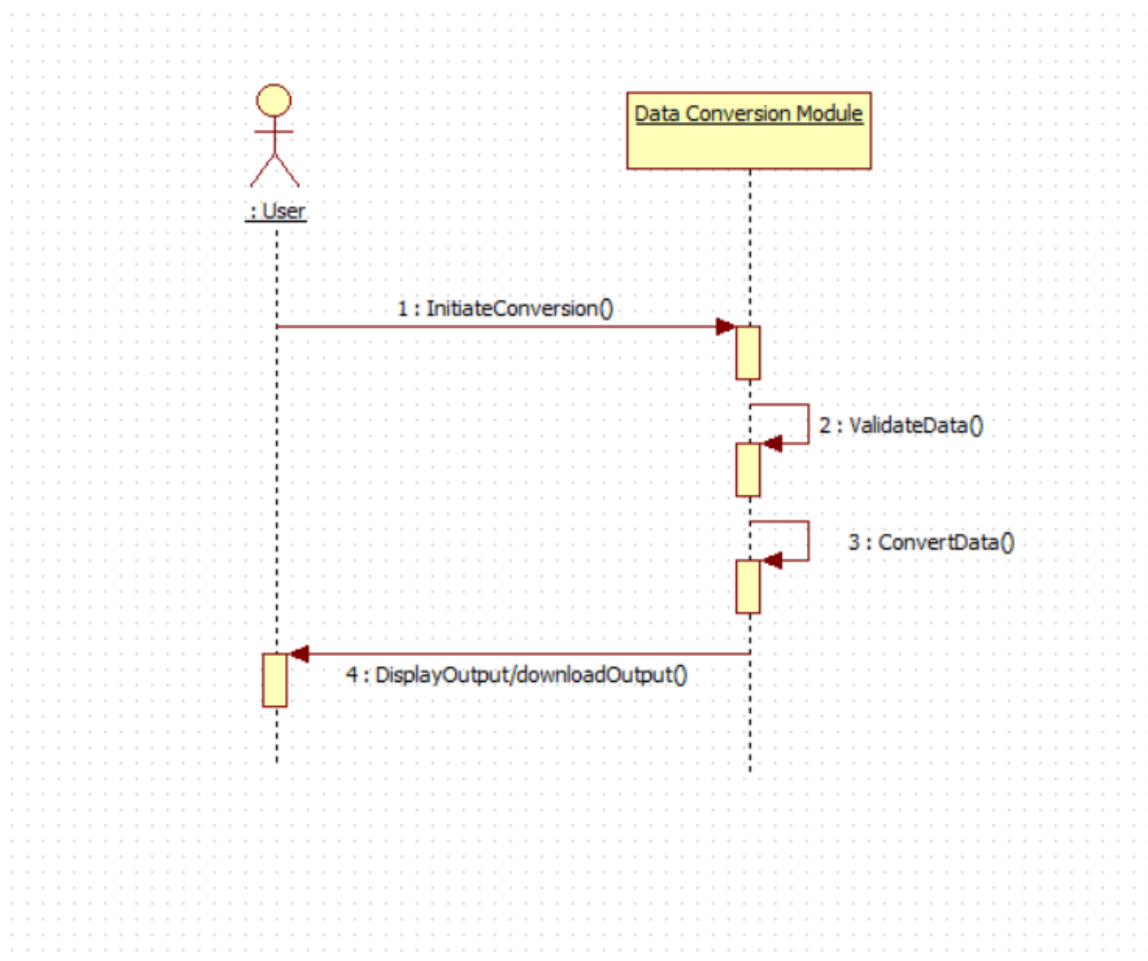 Data Conversion Module
: User
1 : InitiateConversion()
2 : ValidateData()
3 : ConvertData()
4 : DisplayOutput/downloadOutput()